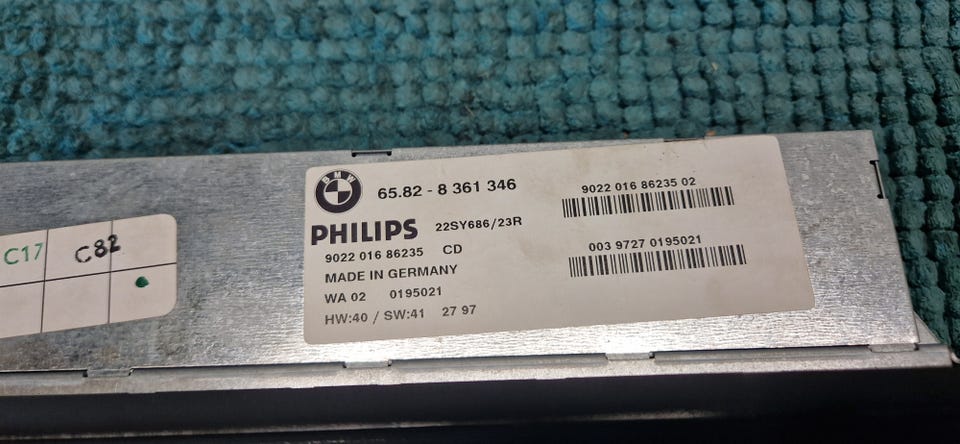 C17
C82
BMW
65.82 - 8 361 346
PHILIPS 22SY686/23R
9022 016 86235 CD
MADE IN GERMANY
WA 02 0195021
HW:40 / SW:41 27 97
9022 016 86235 02
003 9727 0195021